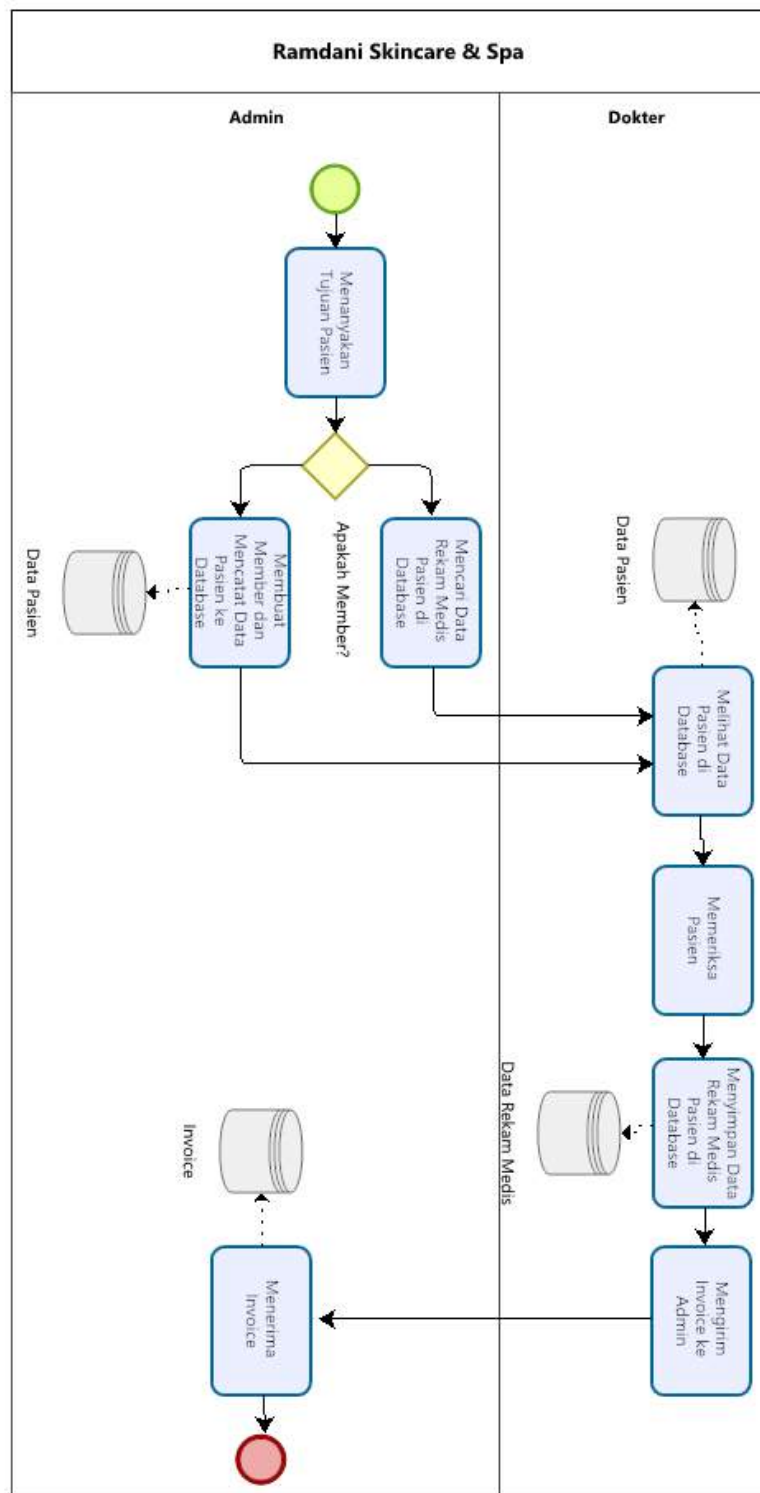 Ramdani Skincare & Spa
Admin
Dokter
Menanyakan
Tujuan Pasien
Apakah Member?
Mencari Data
Rekam Medis
Pasien di
Database
Membuat
Member dan
Mencatat Data
Pasien ke
Database
Data Pasien
Data Pasien
Melihat Data
Pasien di
Database
Memeriksa
Pasien
Menyimpan Data
Rekam Medis
Pasien di
Database
Data Rekam Medis
Mengirim
Invoice ke
Admin
Menerima
Invoice
Invoice